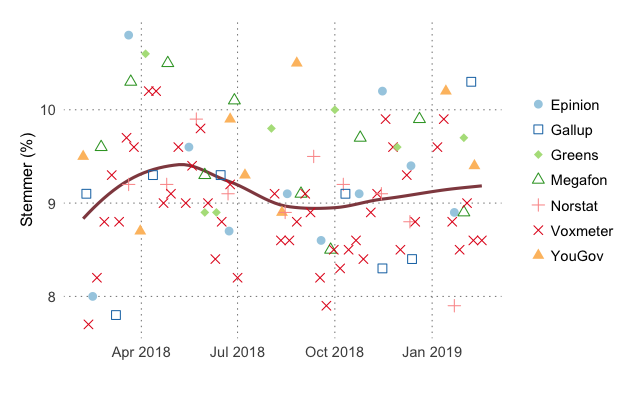 Stemmer (%)
10
9
8
Apr 2018
Jul 2018
Oct 2018
Jan 2019
Epinion
Gallup
Greens
Megafon
Norstat
Voxmeter
YouGov